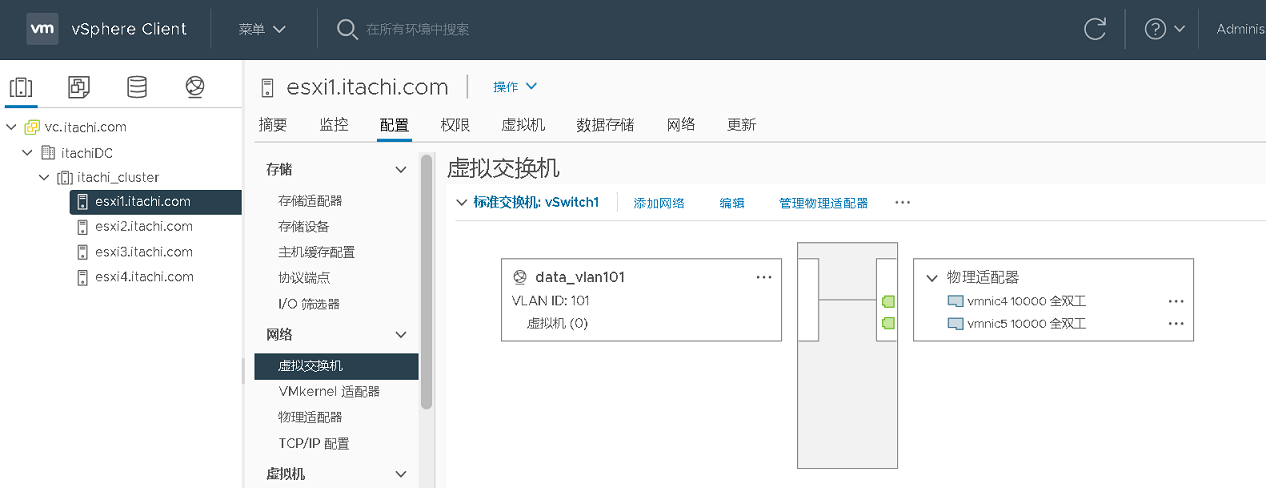 vm vSphere Client 菜单 在所有环境中搜索 Adminis
vc.itachi.com
itachiDC
itachi_cluster
esxi1.itachi.com
esxi2.itachi.com
esxi3.itachi.com
esxi4.itachi.com
esxi1.itachi.com 操作
摘要 监控 配置 权限 虚拟机 数据存储 网络 更新
存储
存储适配器
存储设备
主机缓存配置
协议端点
I/O 筛选器
网络
虚拟交换机
VMkernel 适配器
物理适配器
TCP/IP 配置
虚拟机
虚拟交换机
标准交换机: vSwitch1 添加网络 编辑 管理物理适配器 ...
data_vlan101 ...
VLAN ID: 101
虚拟机 (0)
物理适配器
vmnic4 10000 全双工 ...
vmnic5 10000 全双工 ...